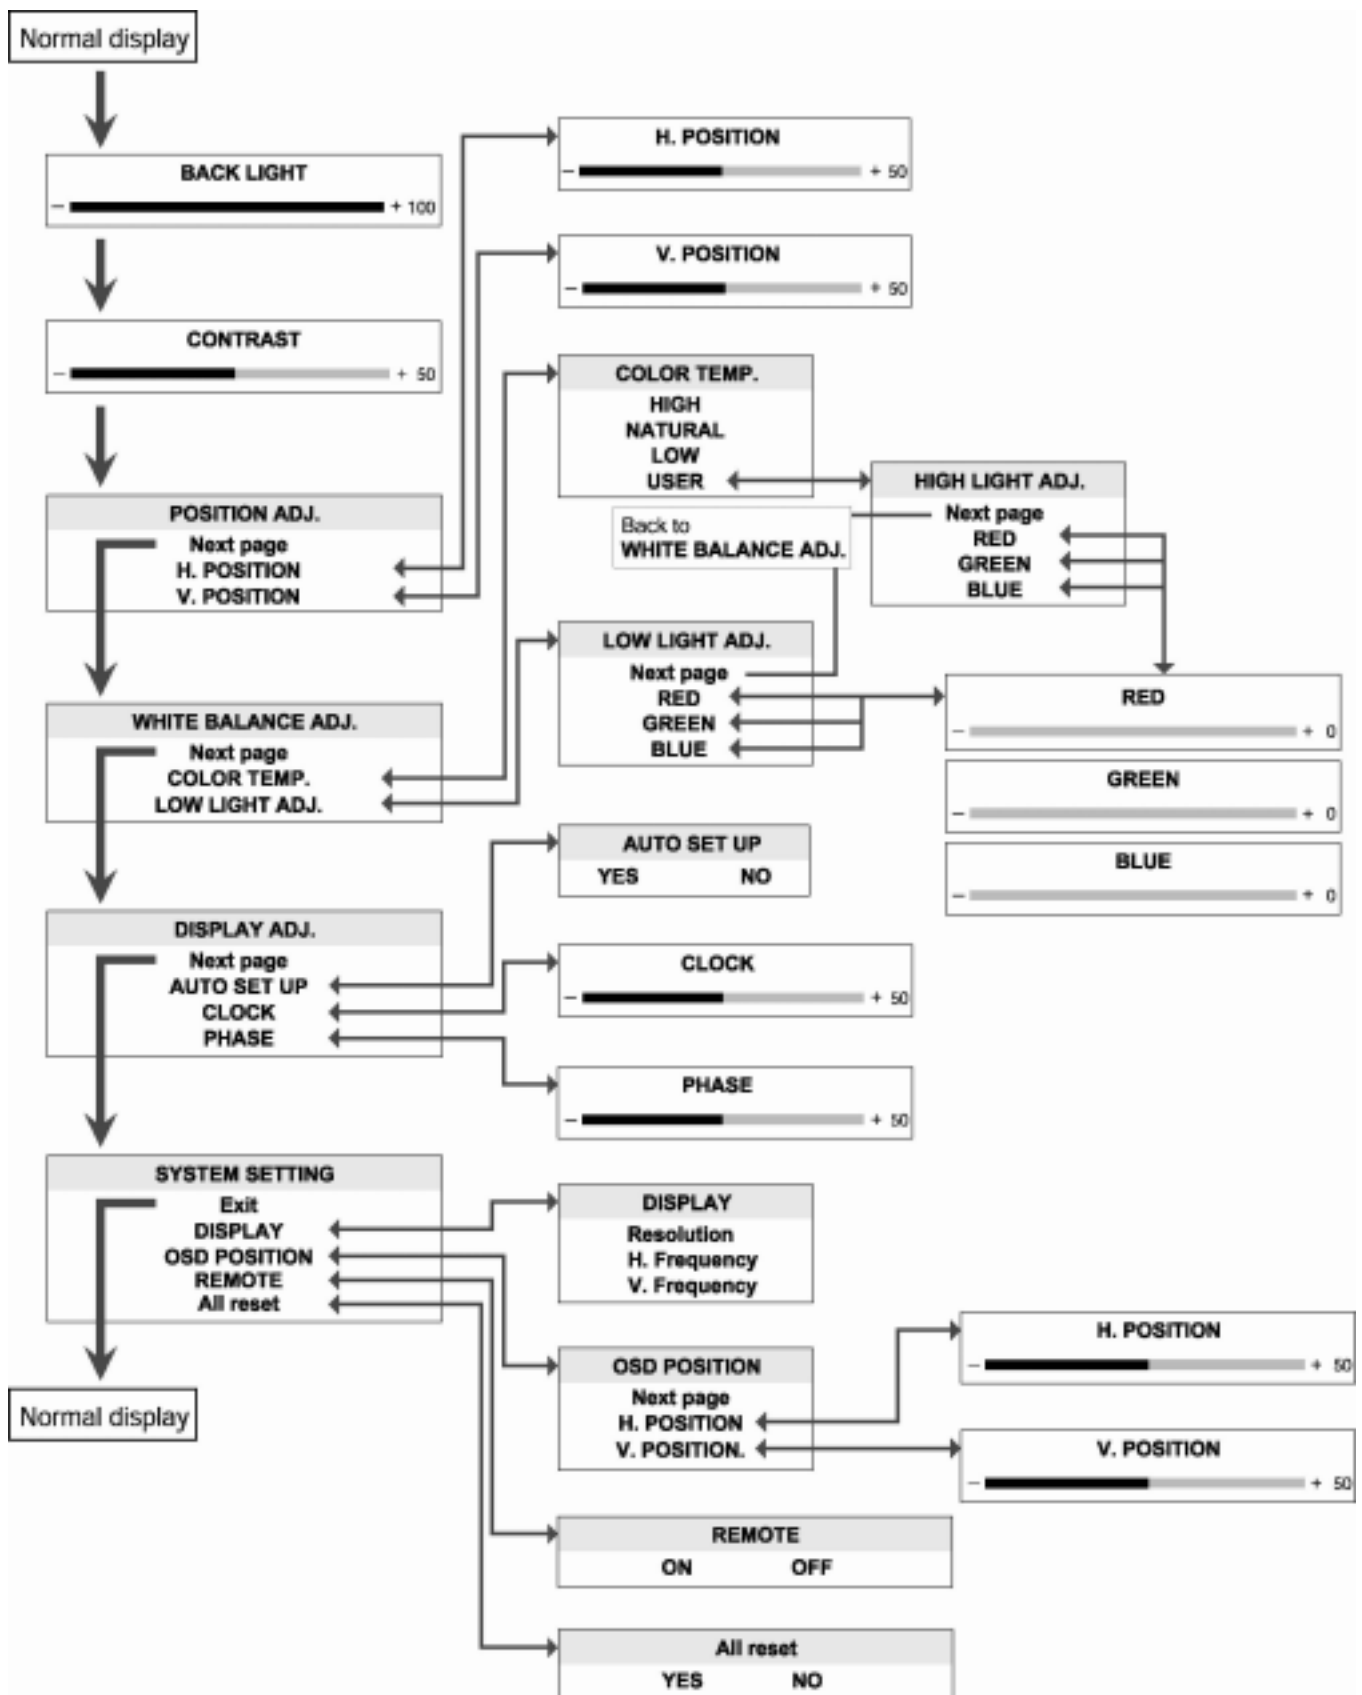 Normal display
BACK LIGHT
− + 100
CONTRAST
− + 50
POSITION ADJ.
Next page
H. POSITION
V. POSITION
H. POSITION
− + 50
V. POSITION
− + 50
WHITE BALANCE ADJ.
Next page
COLOR TEMP.
LOW LIGHT ADJ.
COLOR TEMP.
HIGH
NATURAL
LOW
USER
HIGH LIGHT ADJ.
Next page
RED
GREEN
BLUE
Back to
WHITE BALANCE ADJ.
LOW LIGHT ADJ.
Next page
RED
GREEN
BLUE
RED
− + 0
GREEN
− + 0
BLUE
− + 0
DISPLAY ADJ.
Next page
AUTO SET UP
CLOCK
PHASE
AUTO SET UP
YES NO
CLOCK
− + 50
PHASE
− + 50
SYSTEM SETTING
Exit
DISPLAY
OSD POSITION
REMOTE
All reset
DISPLAY
Resolution
H. Frequency
V. Frequency
OSD POSITION
Next page
H. POSITION
V. POSITION.
H. POSITION
− + 50
V. POSITION
− + 50
REMOTE
ON OFF
All reset
YES NO
Normal display